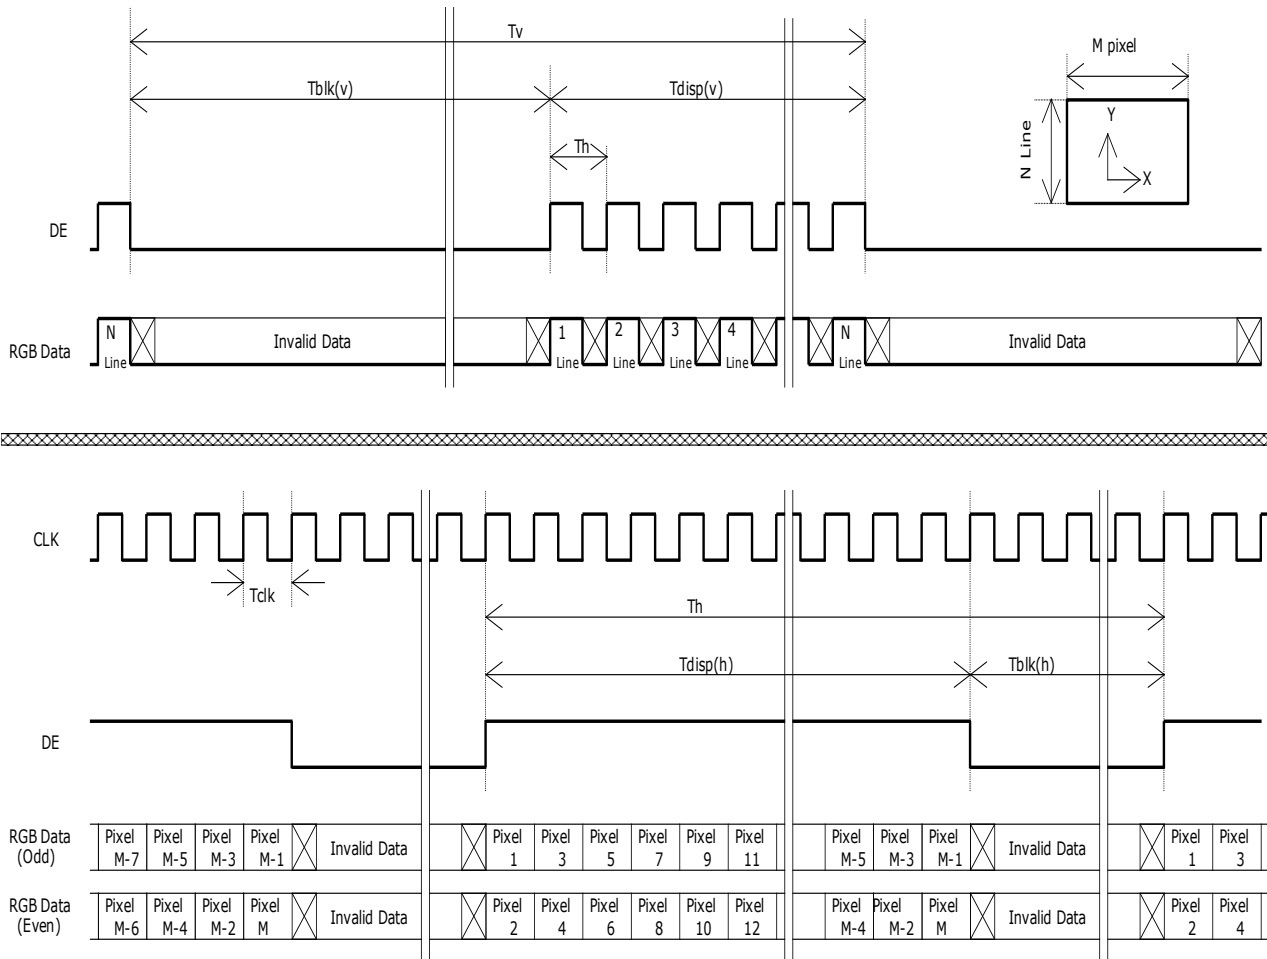 Tv
M pixel
Tblk(v) Tdisp(v)
Th
N Line
Y
X
DE
RGB Data
N Line Invalid Data 1 Line 2 Line 3 Line 4 Line N Line Invalid Data
CLK
Tclk
Th
Tdisp(h) Tblk(h)
DE
RGB Data (Odd)
Pixel M-7 Pixel M-5 Pixel M-3 Pixel M-1 Invalid Data Pixel 1 Pixel 3 Pixel 5 Pixel 7 Pixel 9 Pixel 11 Pixel M-5 Pixel M-3 Pixel M-1 Invalid Data Pixel 1 Pixel 3
RGB Data (Even)
Pixel M-6 Pixel M-4 Pixel M-2 Pixel M Invalid Data Pixel 2 Pixel 4 Pixel 6 Pixel 8 Pixel 10 Pixel 12 Pixel M-4 Pixel M-2 Pixel M Invalid Data Pixel 2 Pixel 4